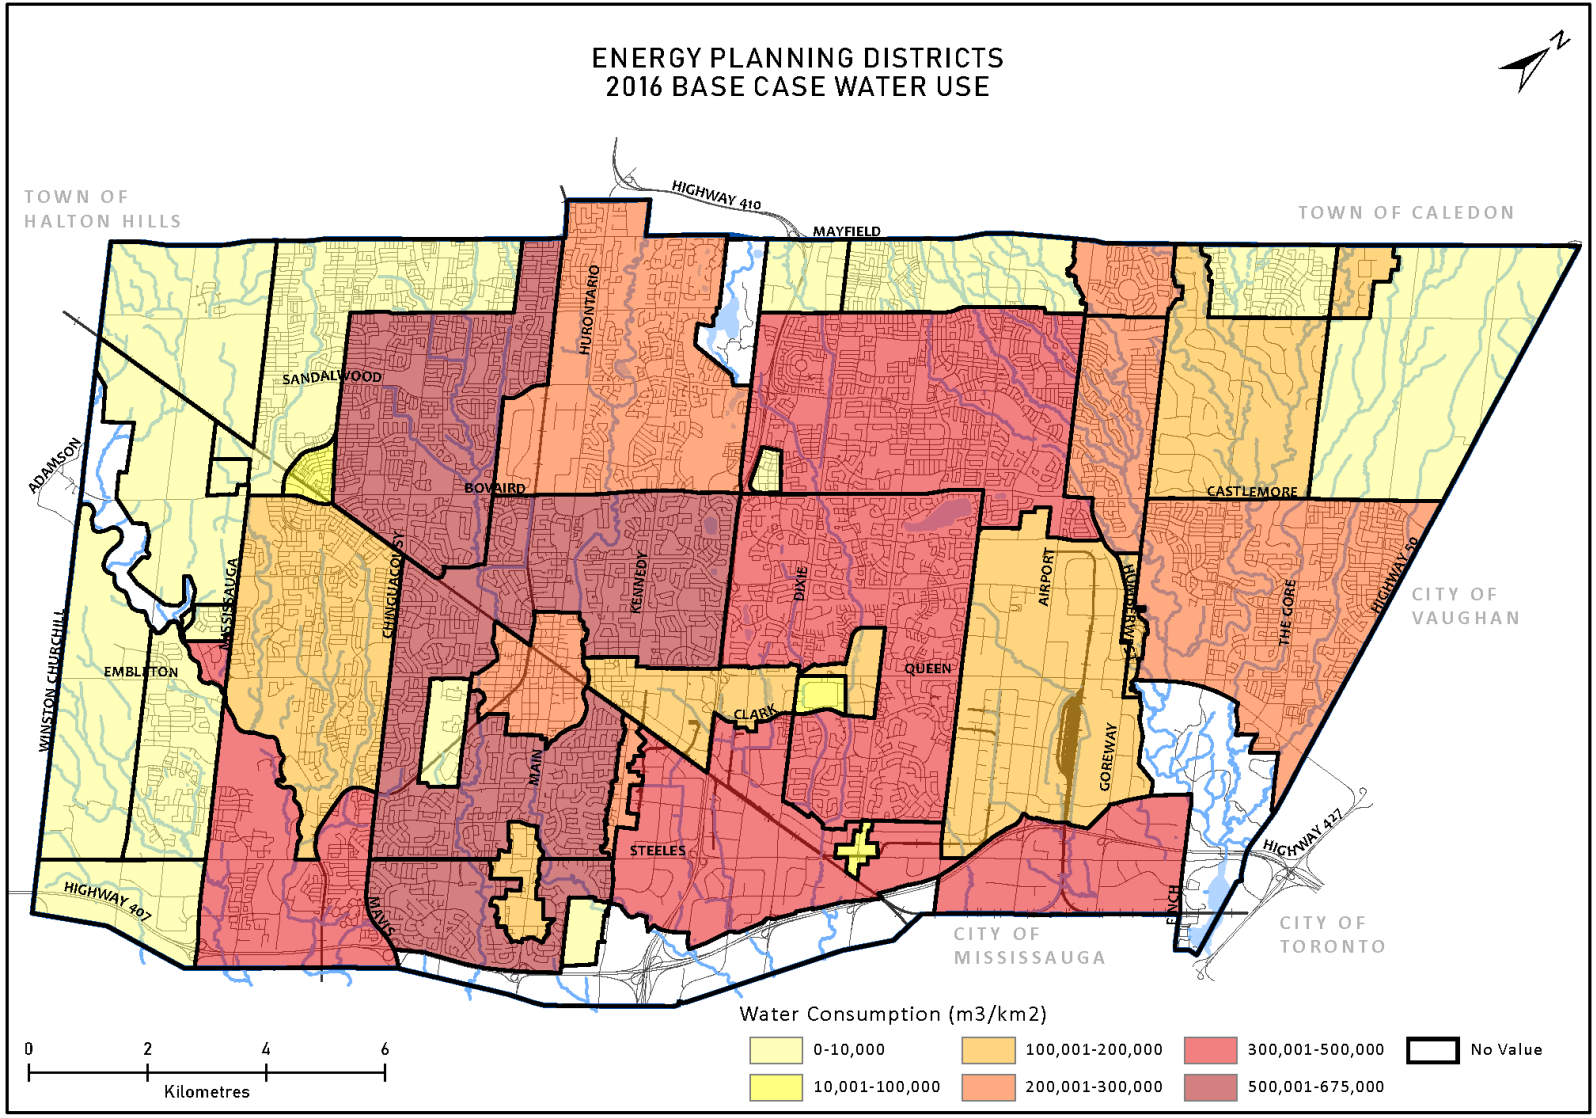 ENERGY PLANNING DISTRICTS
2016 BASE CASE WATER USE
N
TOWN OF
HALTON HILLS
HIGHWAY 410
TOWN OF CALEDON
MAYFIELD
HURONTARIO
SANDALWOOD
ADAMSON
BOVAIRD
CASTLEMORE
CHINGUACOUSY
MISSISSAUGA
KENNEDY
DIXIE
AIRPORT
HUMBERWEST
THE GORE
HIGHWAY 50
CITY OF
VAUGHAN
WINSTON CHURCHILL
EMBLETON
QUEEN
CLARK
MAIN
GOREWAY
STEELES
HIGHWAY 427
HIGHWAY 407
MAVIS
FINCH
CITY OF
MISSISSAUGA
CITY OF
TORONTO
Water Consumption (m3/km2)
0-10,000
100,001-200,000
300,001-500,000
No Value
10,001-100,000
200,001-300,000
500,001-675,000
0 2 4 6
Kilometres